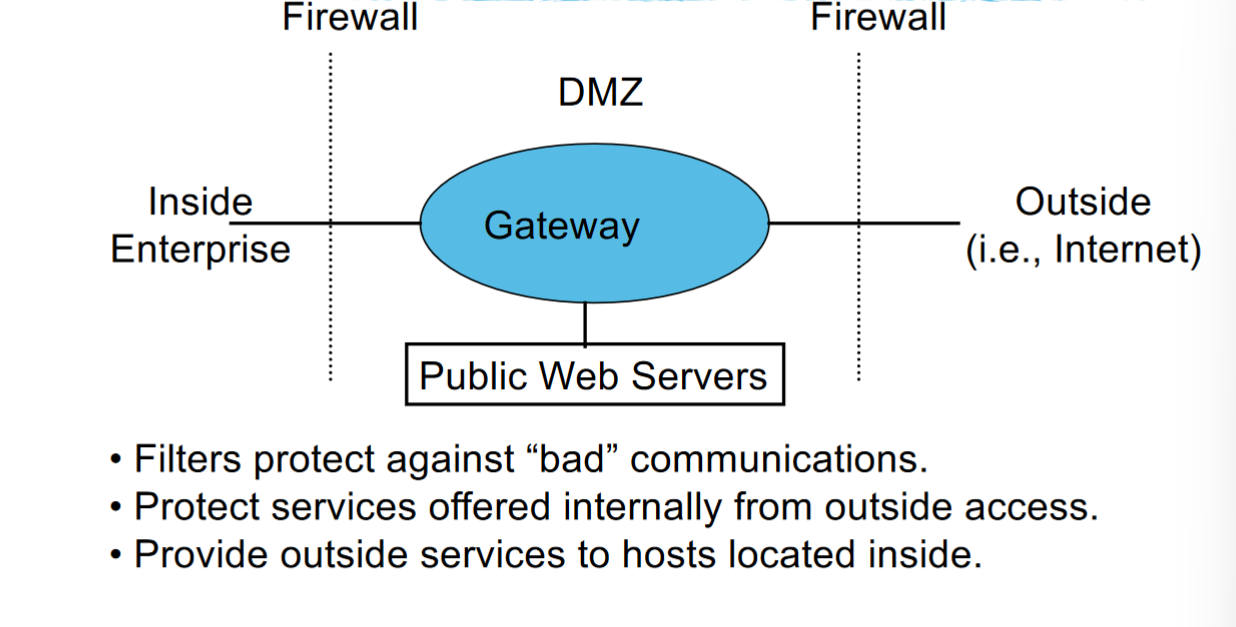 Firewall
Firewall
DMZ
Inside
Enterprise
Gateway
Outside
(i.e., Internet)
Public Web Servers
• Filters protect against “bad” communications.
• Protect services offered internally from outside access.
• Provide outside services to hosts located inside.